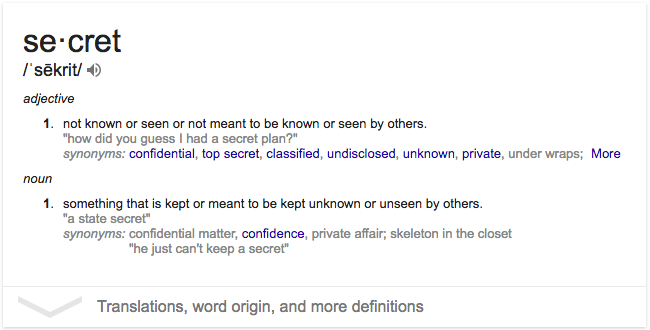 se·cret
/ˈsēkrit/
adjective
1. not known or seen or not meant to be known or seen by others.
"how did you guess I had a secret plan?"
synonyms: confidential, top secret, classified, undisclosed, unknown, private, under wraps; More
noun
1. something that is kept or meant to be kept unknown or unseen by others.
"a state secret"
synonyms: confidential matter, confidence, private affair; skeleton in the closet
"he just can't keep a secret"
Translations, word origin, and more definitions